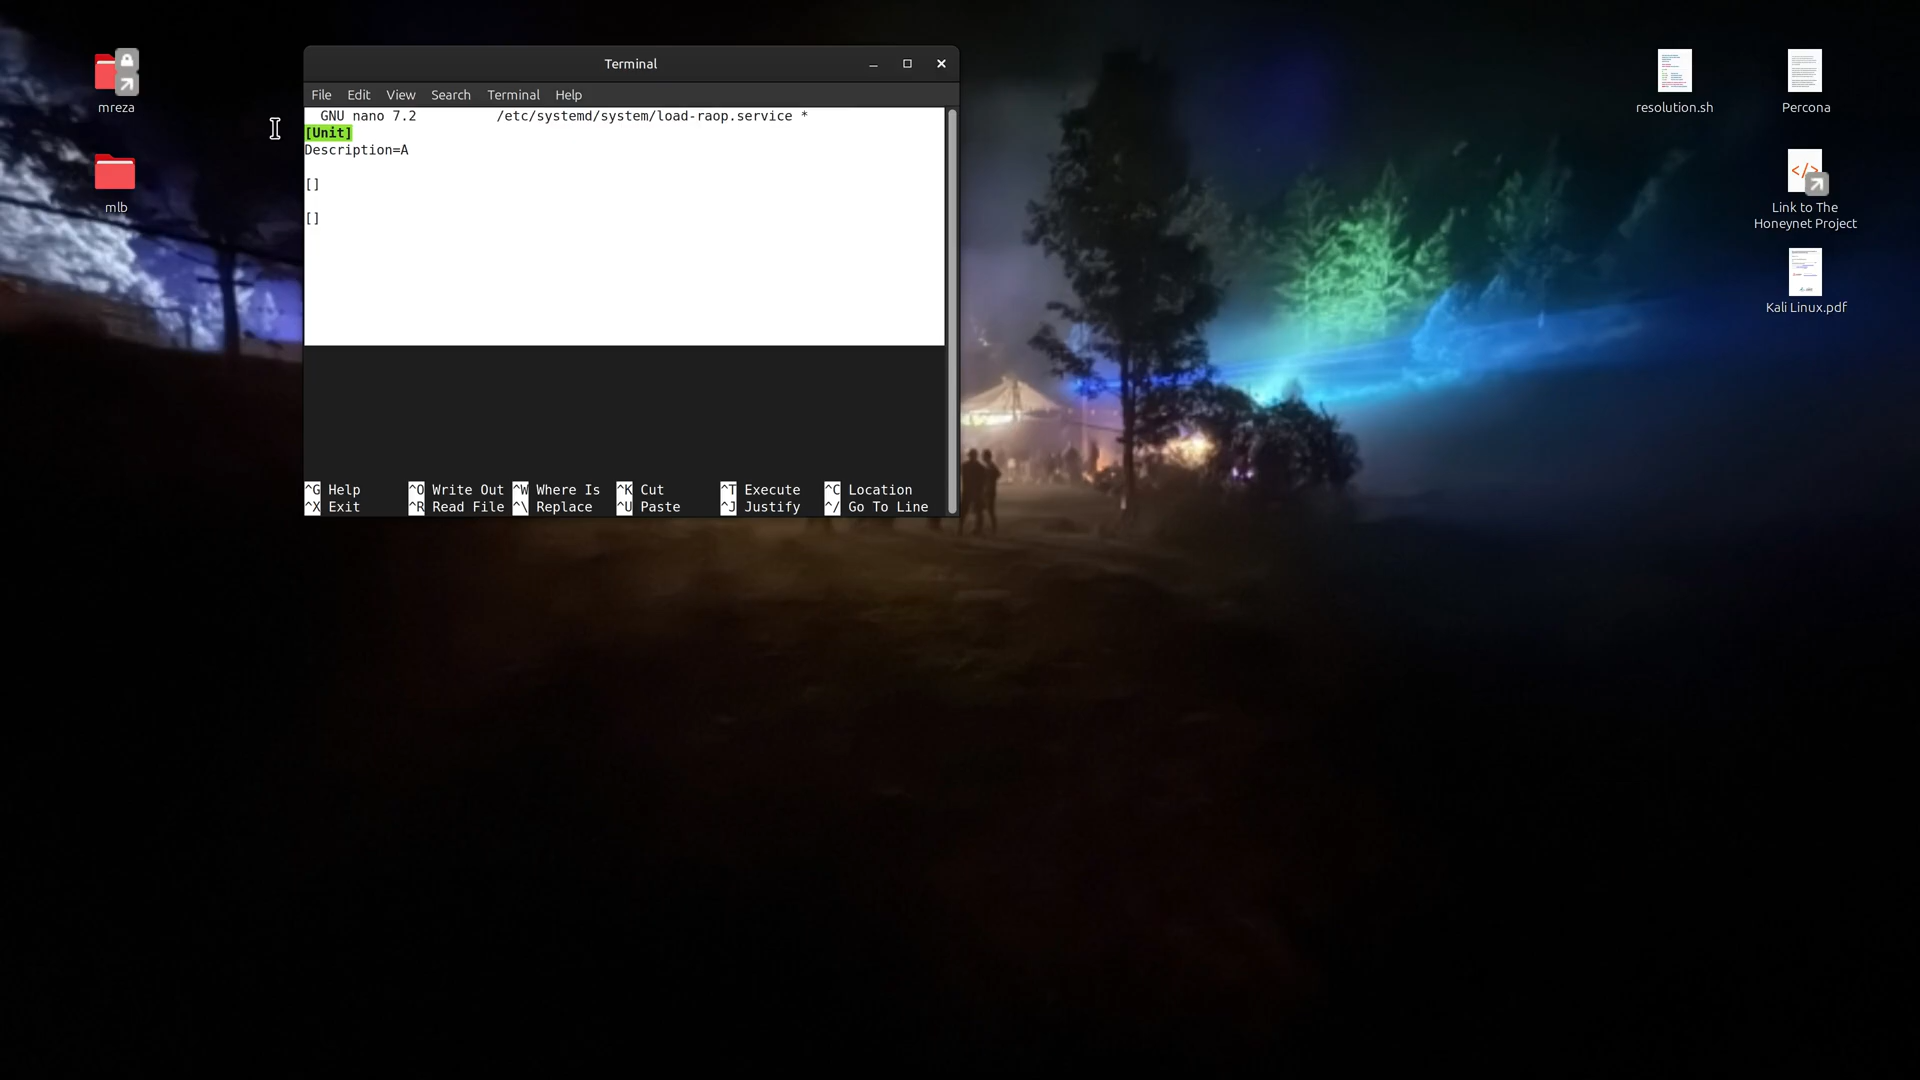 mreza
mlb
Terminal
File Edit View Search Terminal Help
GNU nano 7.2 /etc/systemd/system/load-raop.service *
[Unit]
Description=A
[]
[]
^G Help ^O Write Out ^W Where Is ^K Cut ^T Execute ^C Location
^X Exit ^R Read File ^\ Replace ^U Paste ^J Justify ^/ Go To Line
resolution.sh
Percona
Link to The
Honeynet Project
Kali Linux.pdf